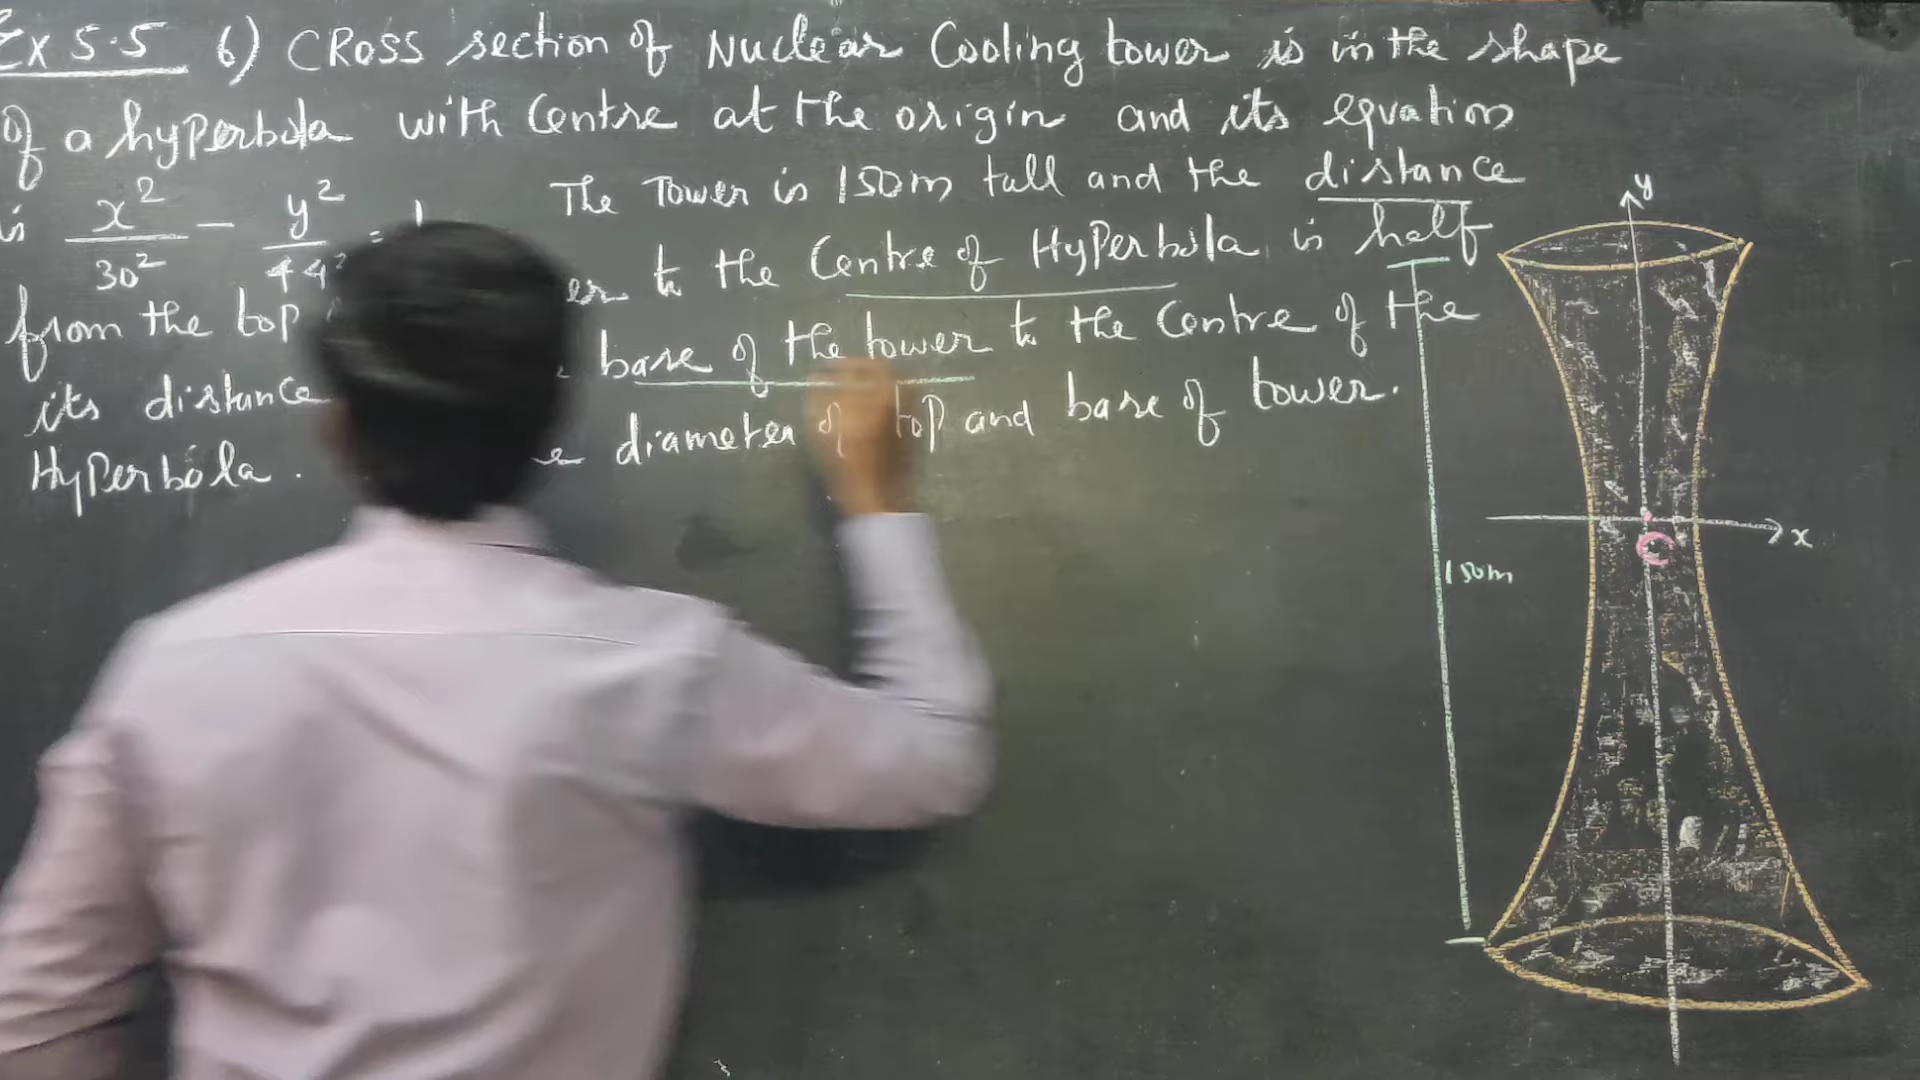 Ex 5.5 6) CROSS section of Nuclear Cooling tower is in the shape
of a hyperbola with Centre at the origin and its equation
is x²/30² - y²/44² = 1 The Tower is 150m tall and the distance
from the top to the Centre of HyPerbola is half
its distance base of the tower to the Centre of the
HyPerbola. diameter of top and base of tower.
y
x
C
150m